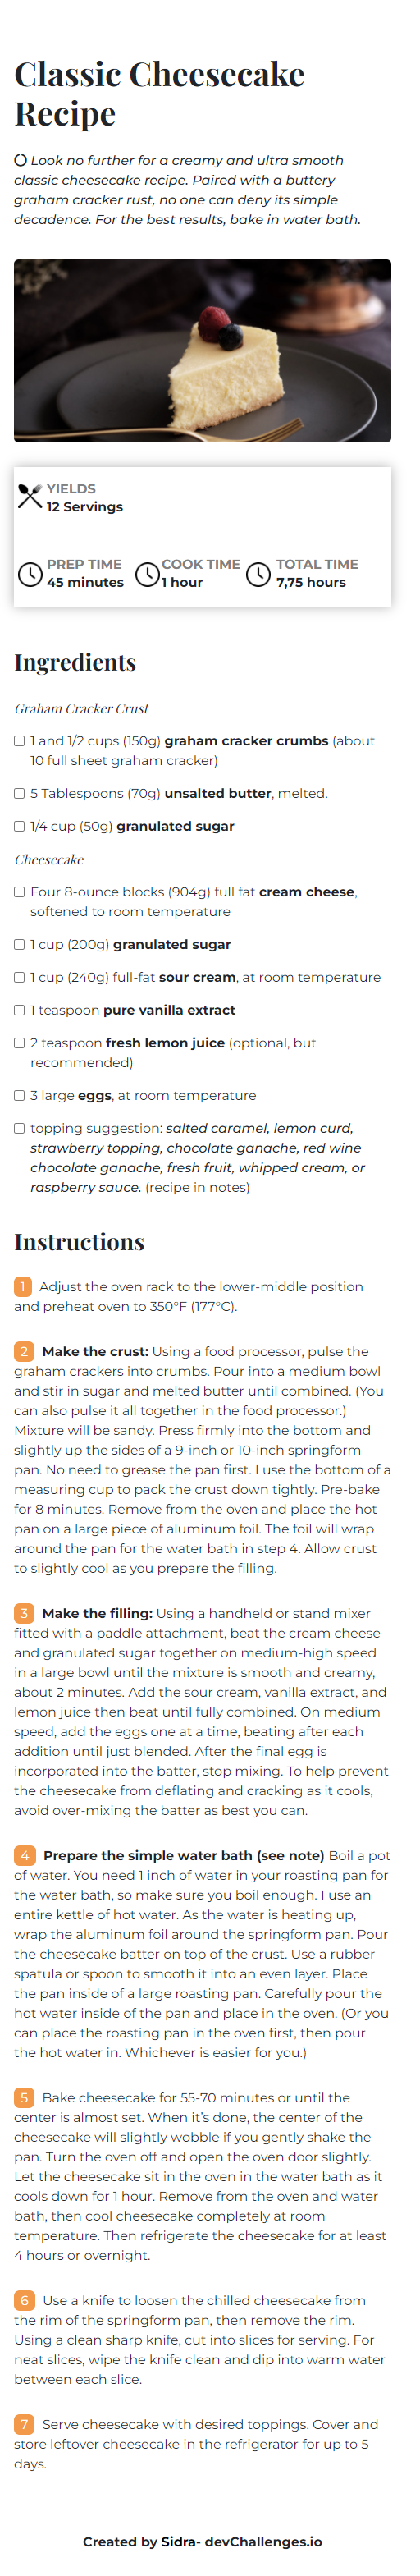 Classic Cheesecake
Recipe
Look no further for a creamy and ultra smooth
classic cheesecake recipe. Paired with a buttery
graham cracker rust, no one can deny its simple
decadence. For the best results, bake in water bath.
YIELDS
12 Servings
PREP TIME
45 minutes
COOK TIME
1 hour
TOTAL TIME
7,75 hours
Ingredients
Graham Cracker Crust
1 and 1/2 cups (150g) graham cracker crumbs (about
10 full sheet graham cracker)
5 Tablespoons (70g) unsalted butter, melted.
1/4 cup (50g) granulated sugar
Cheesecake
Four 8-ounce blocks (904g) full fat cream cheese,
softened to room temperature
1 cup (200g) granulated sugar
1 cup (240g) full-fat sour cream, at room temperature
1 teaspoon pure vanilla extract
2 teaspoon fresh lemon juice (optional, but
recommended)
3 large eggs, at room temperature
topping suggestion: salted caramel, lemon curd,
strawberry topping, chocolate ganache, red wine
chocolate ganache, fresh fruit, whipped cream, or
raspberry sauce. (recipe in notes)
Instructions
1 Adjust the oven rack to the lower-middle position
and preheat oven to 350°F (177°C).
2 Make the crust: Using a food processor, pulse the
graham crackers into crumbs. Pour into a medium bowl
and stir in sugar and melted butter until combined. (You
can also pulse it all together in the food processor.)
Mixture will be sandy. Press firmly into the bottom and
slightly up the sides of a 9-inch or 10-inch springform
pan. No need to grease the pan first. I use the bottom of a
measuring cup to pack the crust down tightly. Pre-bake
for 8 minutes. Remove from the oven and place the hot
pan on a large piece of aluminum foil. The foil will wrap
around the pan for the water bath in step 4. Allow crust
to slightly cool as you prepare the filling.
3 Make the filling: Using a handheld or stand mixer
fitted with a paddle attachment, beat the cream cheese
and granulated sugar together on medium-high speed
in a large bowl until the mixture is smooth and creamy,
about 2 minutes. Add the sour cream, vanilla extract, and
lemon juice then beat until fully combined. On medium
speed, add the eggs one at a time, beating after each
addition until just blended. After the final egg is
incorporated into the batter, stop mixing. To help prevent
the cheesecake from deflating and cracking as it cools,
avoid over-mixing the batter as best you can.
4 Prepare the simple water bath (see note) Boil a pot
of water. You need 1 inch of water in your roasting pan for
the water bath, so make sure you boil enough. I use an
entire kettle of hot water. As the water is heating up,
wrap the aluminum foil around the springform pan. Pour
the cheesecake batter on top of the crust. Use a rubber
spatula or spoon to smooth it into an even layer. Place
the pan inside of a large roasting pan. Carefully pour the
hot water inside of the pan and place in the oven. (Or you
can place the roasting pan in the oven first, then pour
the hot water in. Whichever is easier for you.)
5 Bake cheesecake for 55-70 minutes or until the
center is almost set. When it's done, the center of the
cheesecake will slightly wobble if you gently shake the
pan. Turn the oven off and open the oven door slightly.
Let the cheesecake sit in the oven in the water bath as it
cools down for 1 hour. Remove from the oven and water
bath, then cool cheesecake completely at room
temperature. Then refrigerate the cheesecake for at least
4 hours or overnight.
6 Use a knife to loosen the chilled cheesecake from
the rim of the springform pan, then remove the rim.
Using a clean sharp knife, cut into slices for serving. For
neat slices, wipe the knife clean and dip into warm water
between each slice.
7 Serve cheesecake with desired toppings. Cover and
store leftover cheesecake in the refrigerator for up to 5
days.
Created by Sidra- devChallenges.io